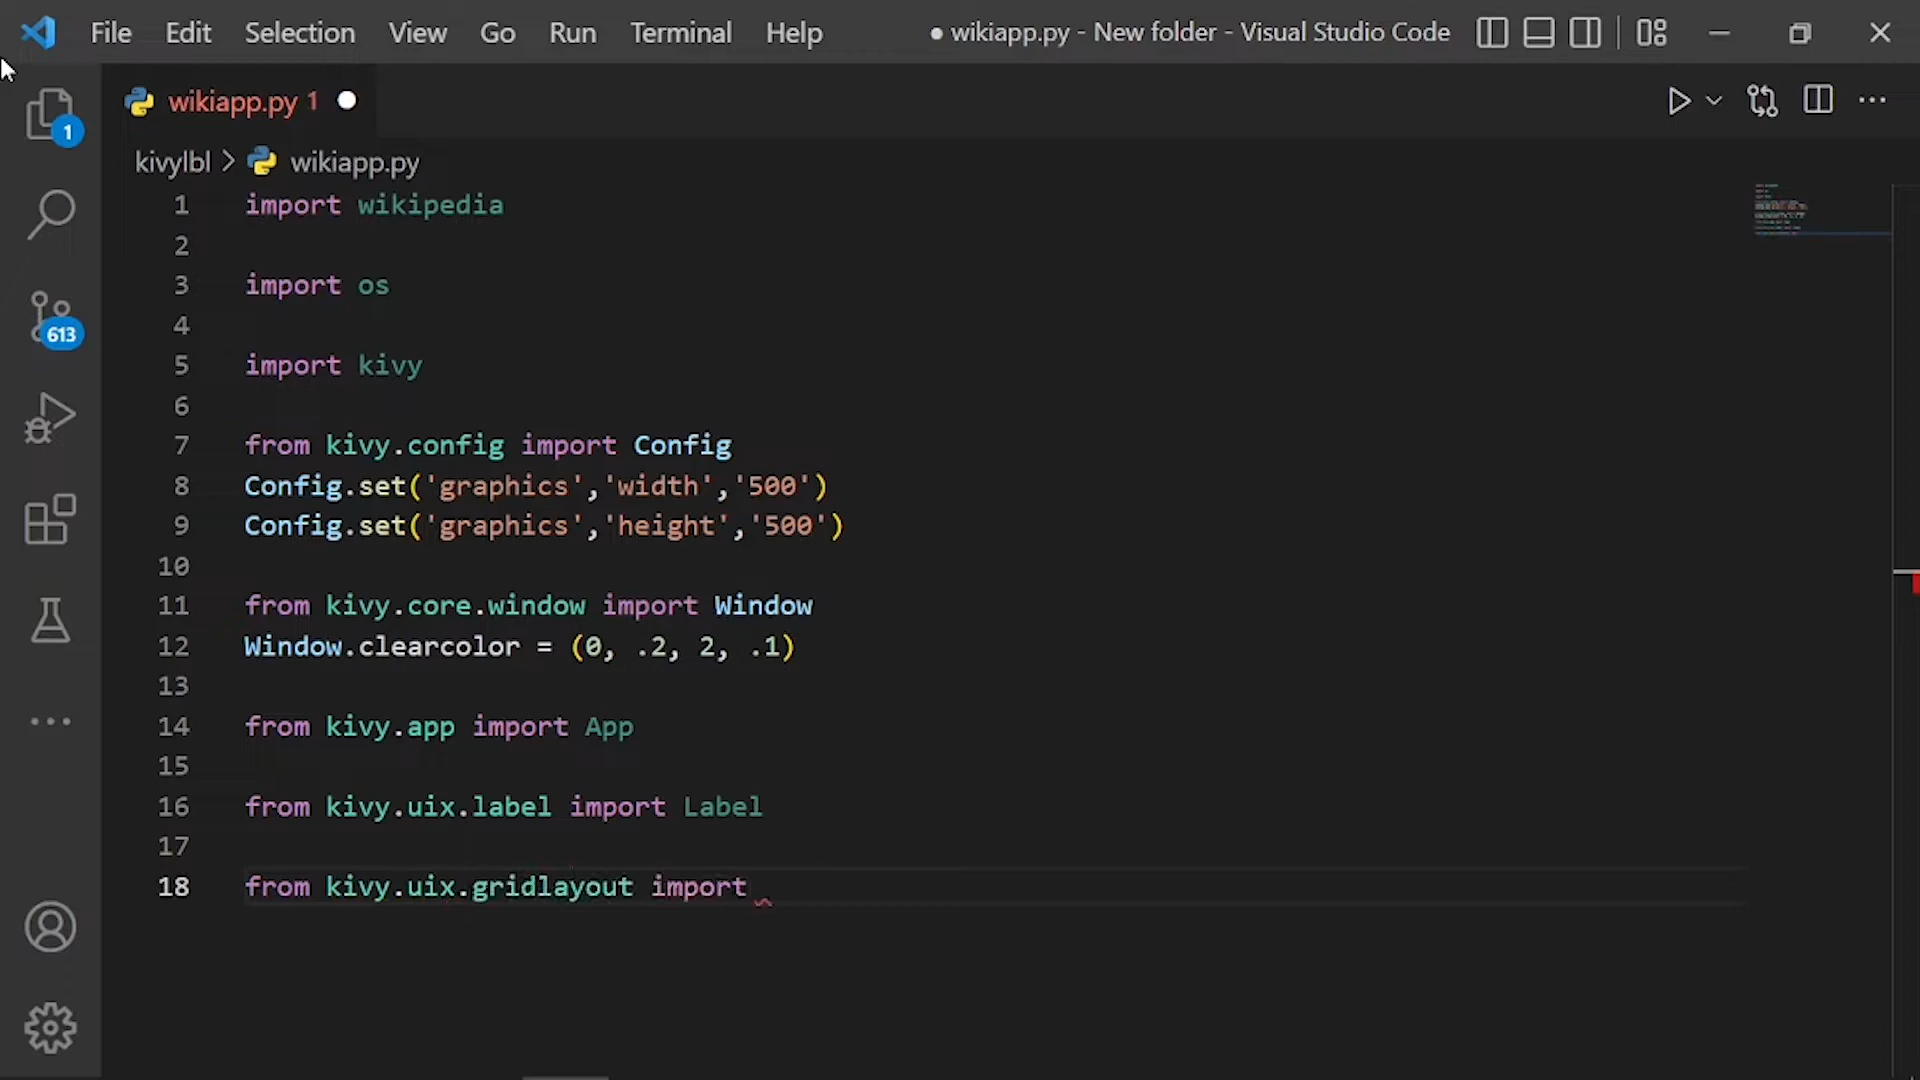 File Edit Selection View Go Run Terminal Help ● wikiapp.py - New folder - Visual Studio Code
wikiapp.py 1
kivylbl > wikiapp.py
1 import wikipedia
2
3 import os
4
5 import kivy
6
7 from kivy.config import Config
8 Config.set('graphics','width','500')
9 Config.set('graphics','height','500')
10
11 from kivy.core.window import Window
12 Window.clearcolor = (0, .2, 2, .1)
13
14 from kivy.app import App
15
16 from kivy.uix.label import Label
17
18 from kivy.uix.gridlayout import
1
613